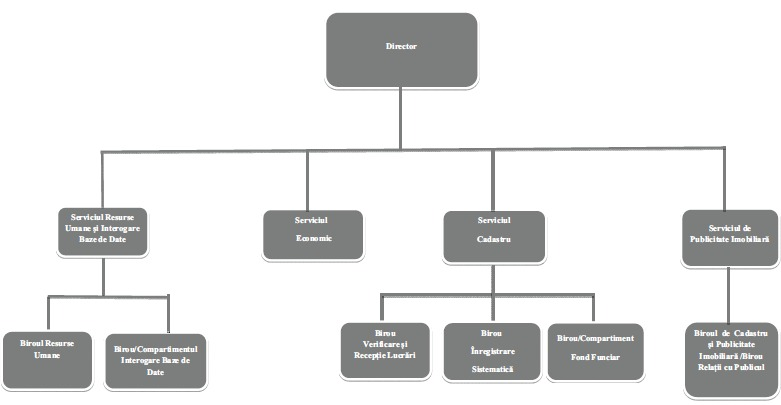 Director
Serviciul Resurse
Umane și Interogare
Baze de Date
Serviciul
Economic
Serviciul
Cadastru
Serviciul de
Publicitate Imobiliară
Biroul Resurse
Umane
Birou/Compartimentul
Interogare Baze de
Date
Birou
Verificare și
Recepție Lucrări
Birou
Înregistrare
Sistematică
Birou/Compartiment
Fond Funciar
Biroul de Cadastru
și Publicitate
Imobiliară /Birou
Relații cu Publicul